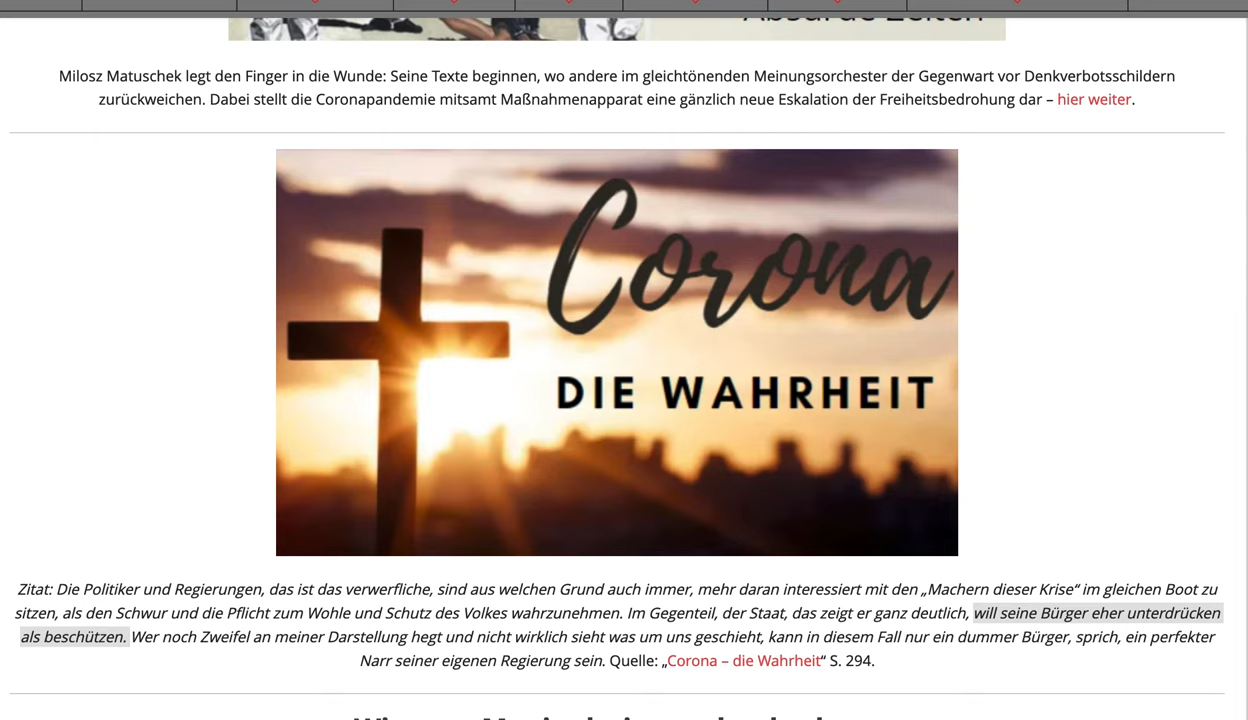 Absurde Zeiten
Milosz Matuschek legt den Finger in die Wunde: Seine Texte beginnen, wo andere im gleichtönenden Meinungsorchester der Gegenwart vor Denkverbotsschildern
zurückweichen. Dabei stellt die Coronapandemie mitsamt Maßnahmenapparat eine gänzlich neue Eskalation der Freiheitsbedrohung dar – hier weiter.
Corona
DIE WAHRHEIT
Zitat: Die Politiker und Regierungen, das ist das verwerfliche, sind aus welchen Grund auch immer, mehr daran interessiert mit den „Machern dieser Krise“ im gleichen Boot zu
sitzen, als den Schwur und die Pflicht zum Wohle und Schutz des Volkes wahrzunehmen. Im Gegenteil, der Staat, das zeigt er ganz deutlich, will seine Bürger eher unterdrücken
als beschützen. Wer noch Zweifel an meiner Darstellung hegt und nicht wirklich sieht was um uns geschieht, kann in diesem Fall nur ein dummer Bürger, sprich, ein perfekter
Narr seiner eigenen Regierung sein. Quelle: „Corona – die Wahrheit“ S. 294.